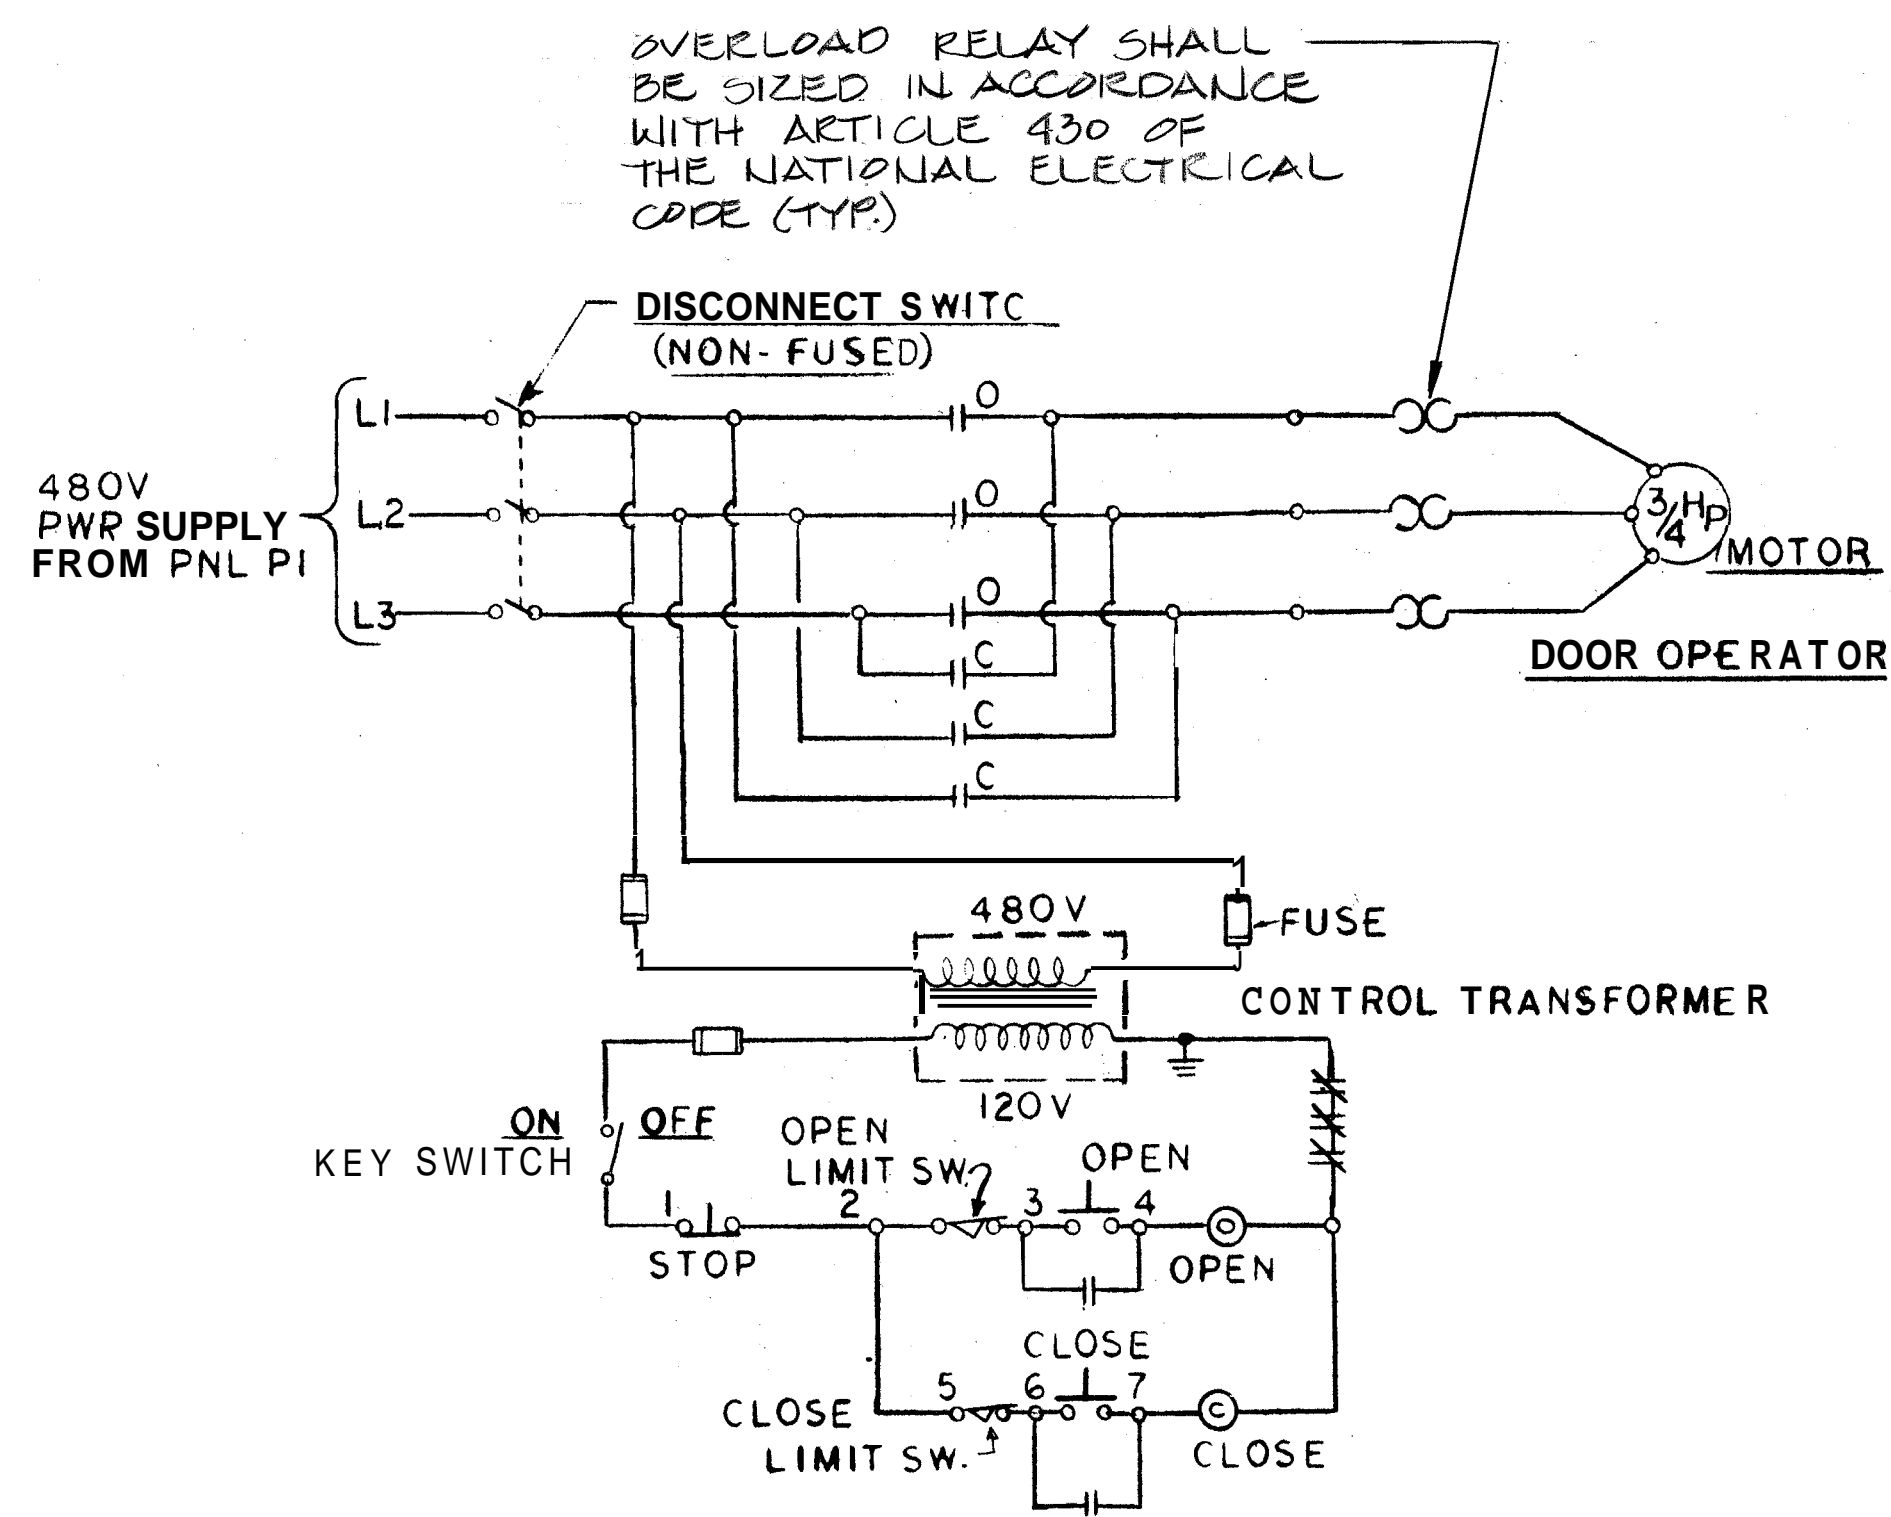 OVERLOAD RELAY SHALL
BE SIZED IN ACCORDANCE
WITH ARTICLE 430 OF
THE NATIONAL ELECTRICAL
CODE (TYP.)
DISCONNECT SWITC
(NON-FUSED)
L1
O
480V
PWR SUPPLY
FROM PNL P1
L2
O
3/4 HP
MOTOR
L3
O
C
DOOR OPERATOR
C
C
480V
FUSE
CONTROL TRANSFORMER
120V
ON OFF
KEY SWITCH
OPEN
LIMIT SW.
OPEN
1 2 3 4
STOP
O
OPEN
CLOSE
5 6 7
CLOSE
LIMIT SW.
C
CLOSE